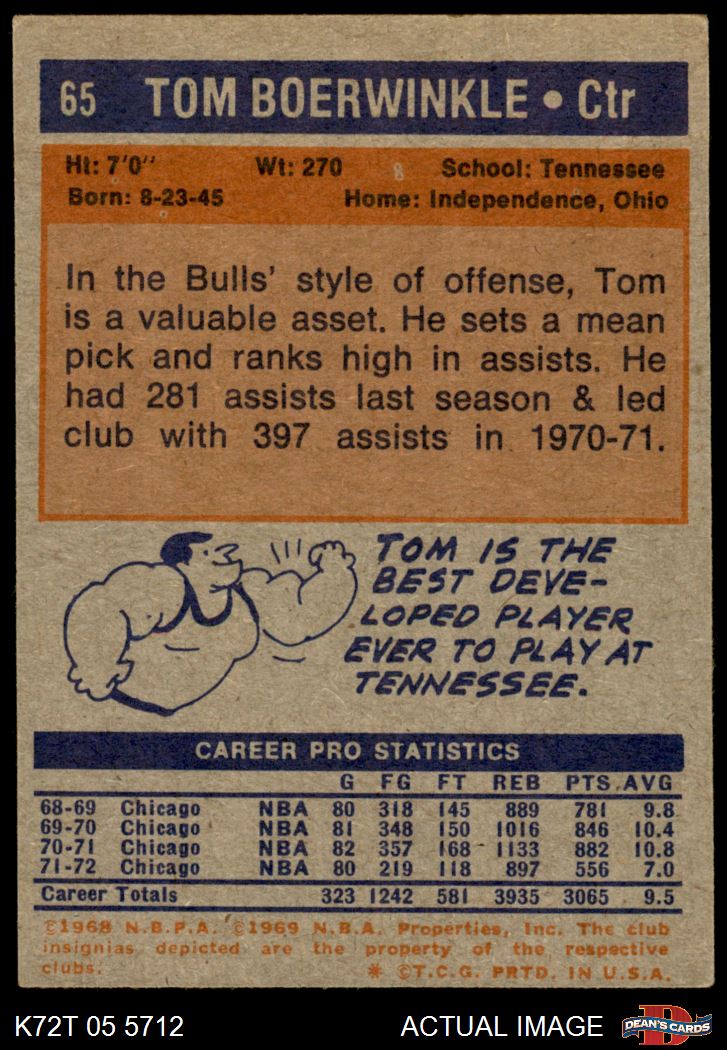 65 TOM BOERWINKLE • Ctr
Ht: 7'0" Wt: 270 School: Tennessee
Born: 8-23-45 Home: Independence, Ohio
In the Bulls' style of offense, Tom
is a valuable asset. He sets a mean
pick and ranks high in assists. He
had 281 assists last season & led
club with 397 assists in 1970-71.
TOM IS THE
BEST DEVE-
LOPED PLAYER
EVER TO PLAY AT
TENNESSEE.
CAREER PRO STATISTICS
G FG FT REB PTS. AVG
68-69 Chicago NBA 80 318 145 889 781 9.8
69-70 Chicago NBA 81 348 150 1016 846 10.4
70-71 Chicago NBA 82 357 168 1133 882 10.8
71-72 Chicago NBA 80 219 118 897 556 7.0
Career Totals 323 1242 581 3935 3065 9.5
©1968 N.B.P.A. ©1969 N.B.A. Properties, Inc. The club
insignias depicted are the property of the respective
clubs. * ©T.C.G. PRTD. IN U.S.A.
K72T 05 5712 ACTUAL IMAGE D DEAN'S CARDS